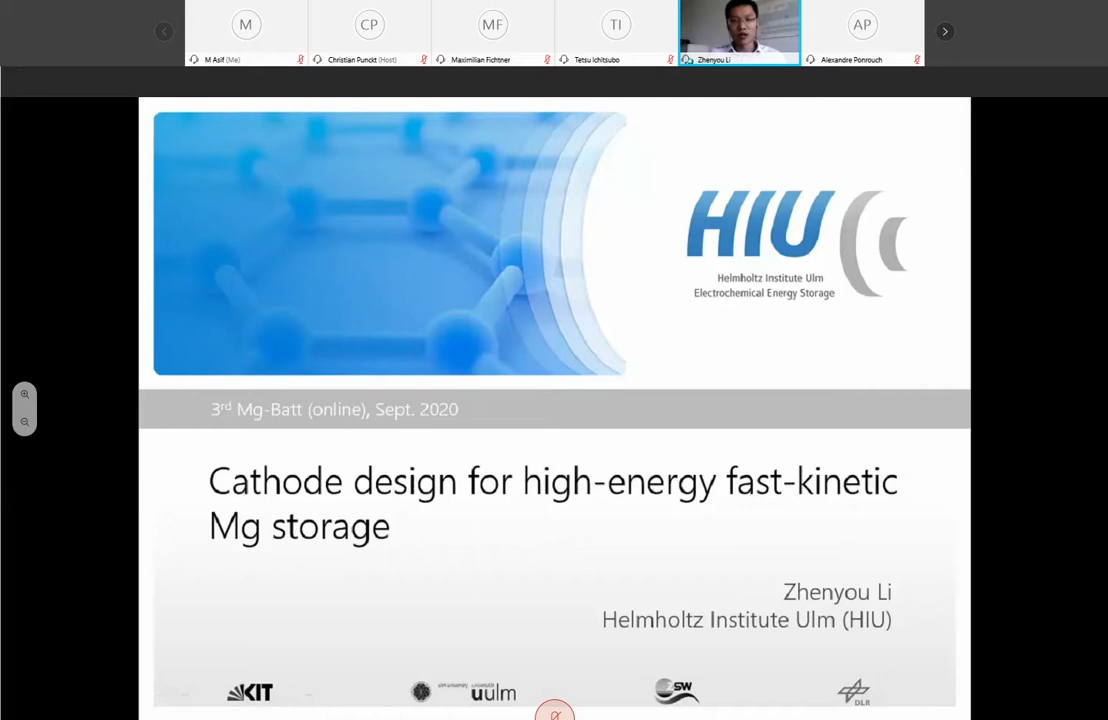 M CP MF TI AP
M Asif (Me) Christian Punckt (Host) Maximilian Fichtner Tetsu Ichitsubo Zhenyou Li Alexandre Ponrouch
HIU
Helmholtz Institute Ulm
Electrochemical Energy Storage
3rd Mg-Batt (online), Sept. 2020
Cathode design for high-energy fast-kinetic
Mg storage
Zhenyou Li
Helmholtz Institute Ulm (HIU)
KIT uulm SW DLR